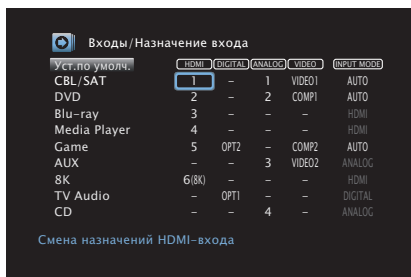 Входы/Назначение входа
Уст.по умолч. HDMI DIGITAL ANALOG VIDEO INPUT MODE
CBL/SAT 1 – 1 VIDEO1 AUTO
DVD 2 – 2 COMP1 AUTO
Blu-ray 3 – – – HDMI
Media Player 4 – – – HDMI
Game 5 OPT2 – COMP2 AUTO
AUX – – 3 VIDEO2 ANALOG
8K 6(8K) – – – HDMI
TV Audio – OPT1 – – DIGITAL
CD – – 4 – ANALOG
Смена назначений HDMI-входа